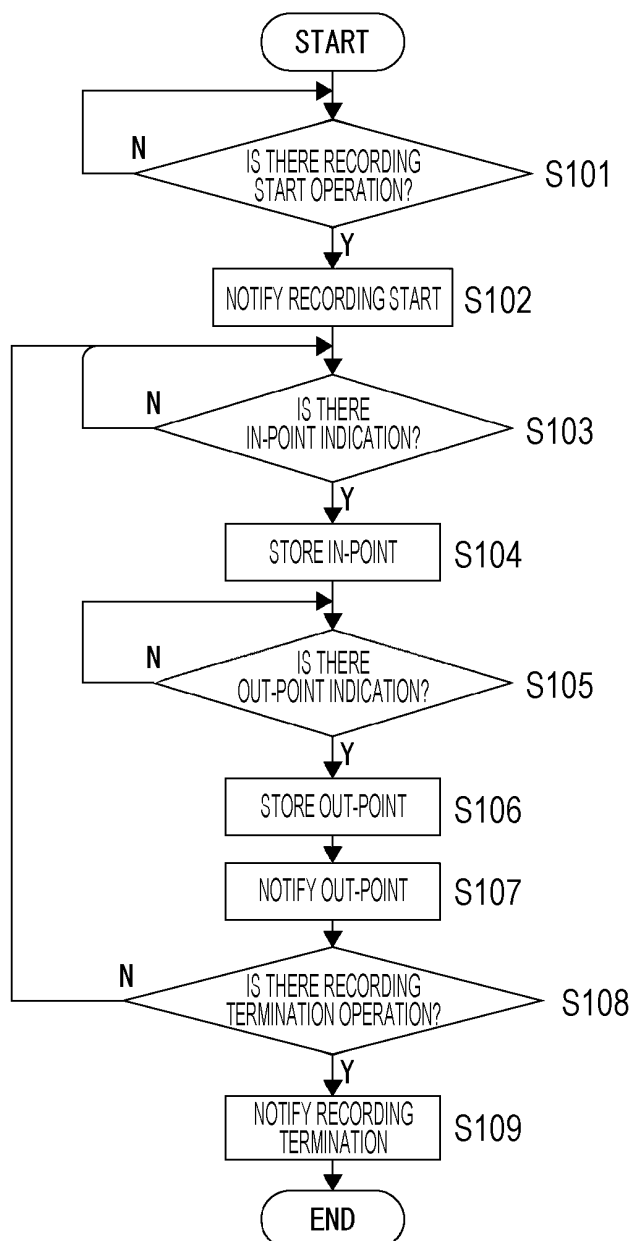 START
N
IS THERE RECORDING
START OPERATION?
S101
Y
NOTIFY RECORDING START
S102
N
IS THERE
IN-POINT INDICATION?
S103
Y
STORE IN-POINT
S104
N
IS THERE
OUT-POINT INDICATION?
S105
Y
STORE OUT-POINT
S106
NOTIFY OUT-POINT
S107
N
IS THERE RECORDING
TERMINATION OPERATION?
S108
Y
NOTIFY RECORDING
TERMINATION
S109
END